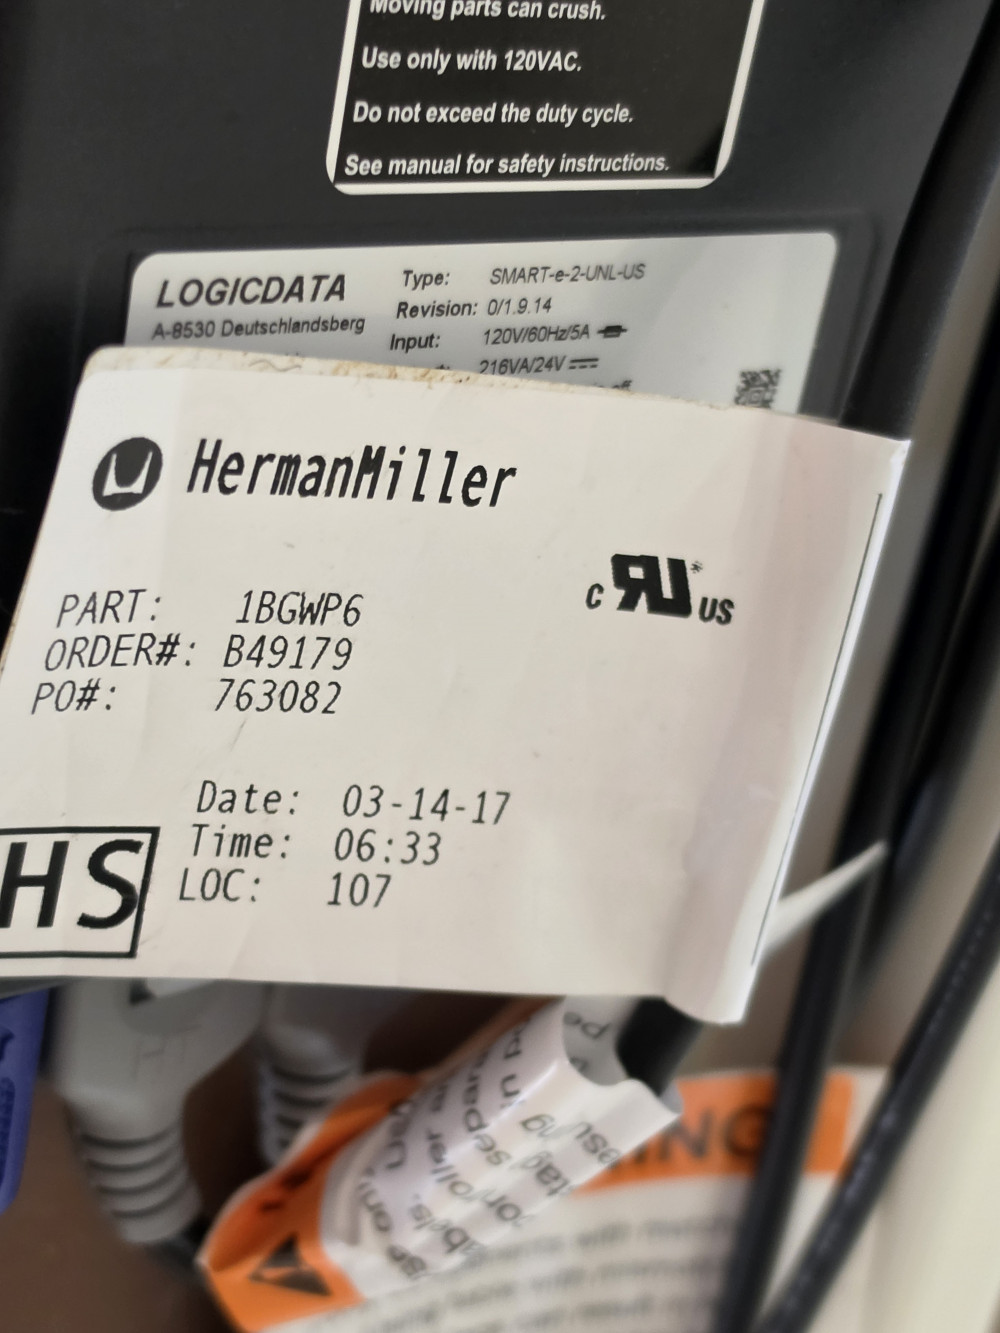 Moving parts can crush.
Use only with 120VAC.
Do not exceed the duty cycle.
See manual for safety instructions.
LOGICDATA
A-8530 Deutschlandsberg
Type: SMART-e-2-UNL-US
Revision: 0/1.9.14
Input: 120V/60Hz/5A
216VA/24V
HermanMiller
c RU US
PART: 1BGWP6
ORDER#: B49179
PO#: 763082
Date: 03-14-17
Time: 06:33
LOC: 107
HS